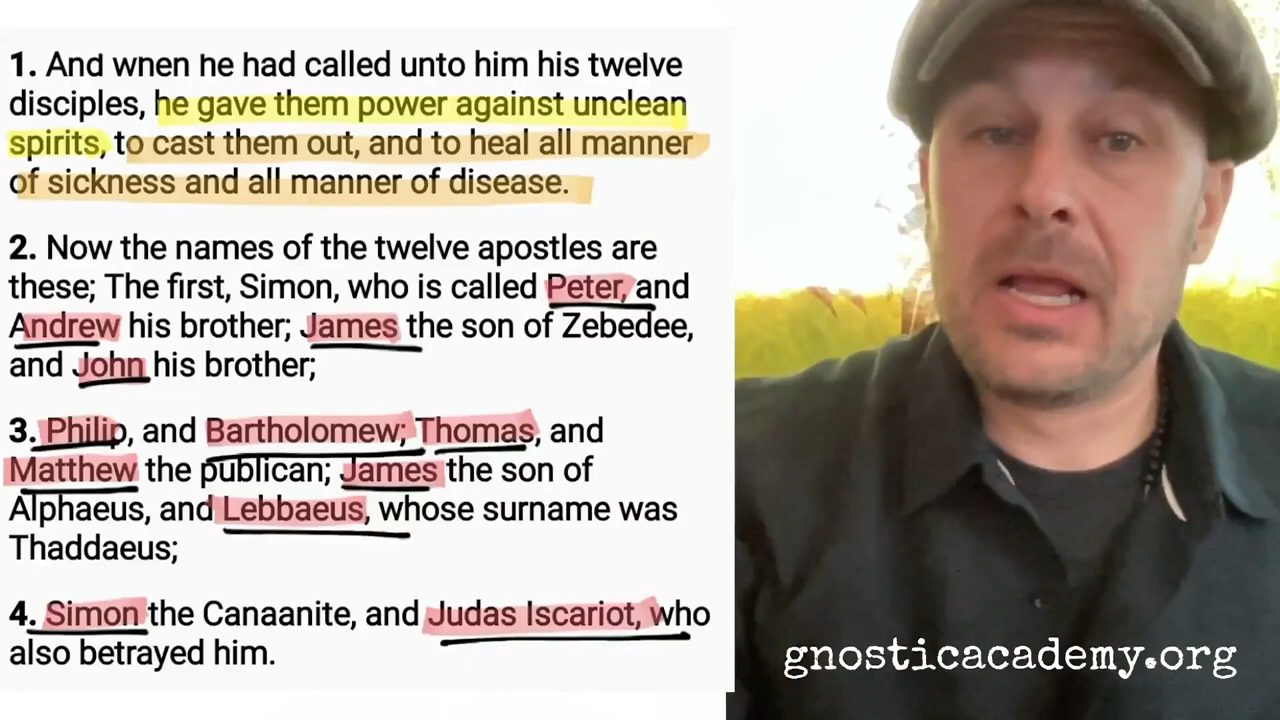 1. And when he had called unto him his twelve
disciples, he gave them power against unclean
spirits, to cast them out, and to heal all manner
of sickness and all manner of disease.
2. Now the names of the twelve apostles are
these; The first, Simon, who is called Peter, and
Andrew his brother; James the son of Zebedee,
and John his brother;
3. Philip, and Bartholomew; Thomas, and
Matthew the publican; James the son of
Alphaeus, and Lebbaeus, whose surname was
Thaddaeus;
4. Simon the Canaanite, and Judas Iscariot, who
also betrayed him.
gnosticacademy.org